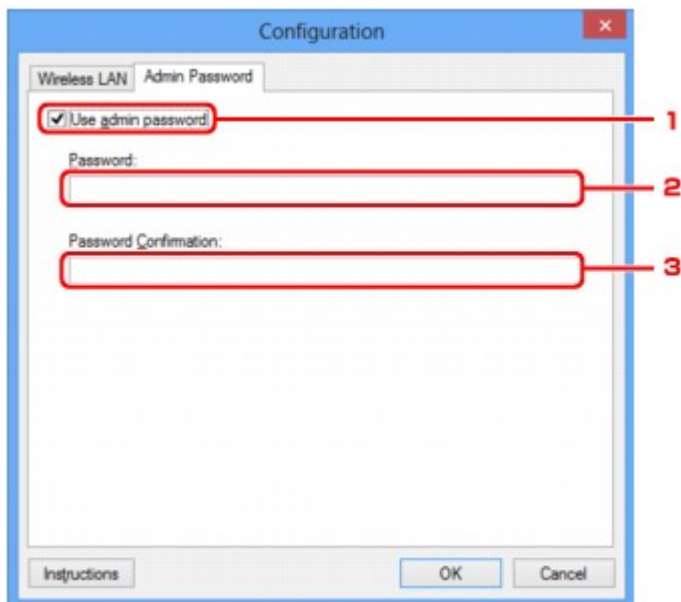 Configuration
Wireless LAN Admin Password
Use admin password 1
Password:
2
Password Confirmation:
3
Instructions OK Cancel